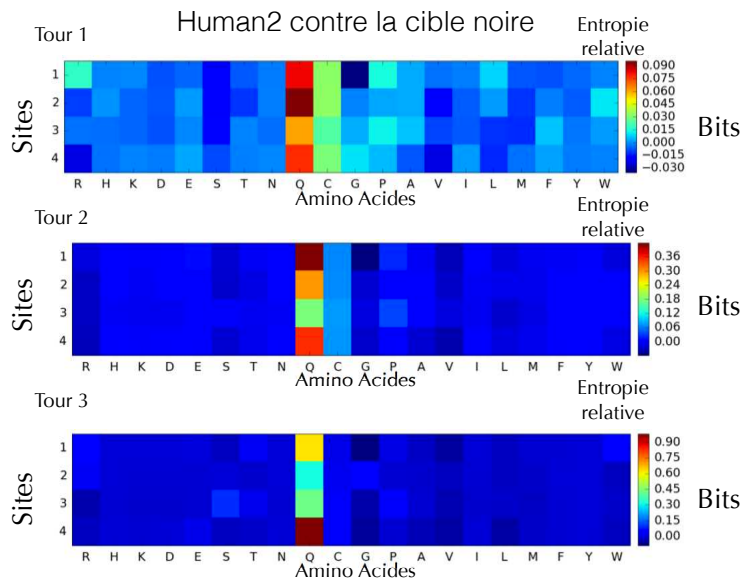 Human2 contre la cible noire
Tour 1
Entropie
relative
Sites
1
2
3
4
0.090
0.075
0.060
0.045
0.030
0.015
0.000
−0.015
−0.030
Bits
R H K D E S T N Q C G P A V I L M F Y W
Amino Acides
Tour 2
Entropie
relative
Sites
1
2
3
4
0.36
0.30
0.24
0.18
0.12
0.06
0.00
Bits
R H K D E S T N Q C G P A V I L M F Y W
Amino Acides
Tour 3
Entropie
relative
Sites
1
2
3
4
0.90
0.75
0.60
0.45
0.30
0.15
0.00
Bits
R H K D E S T N Q C G P A V I L M F Y W
Amino Acides